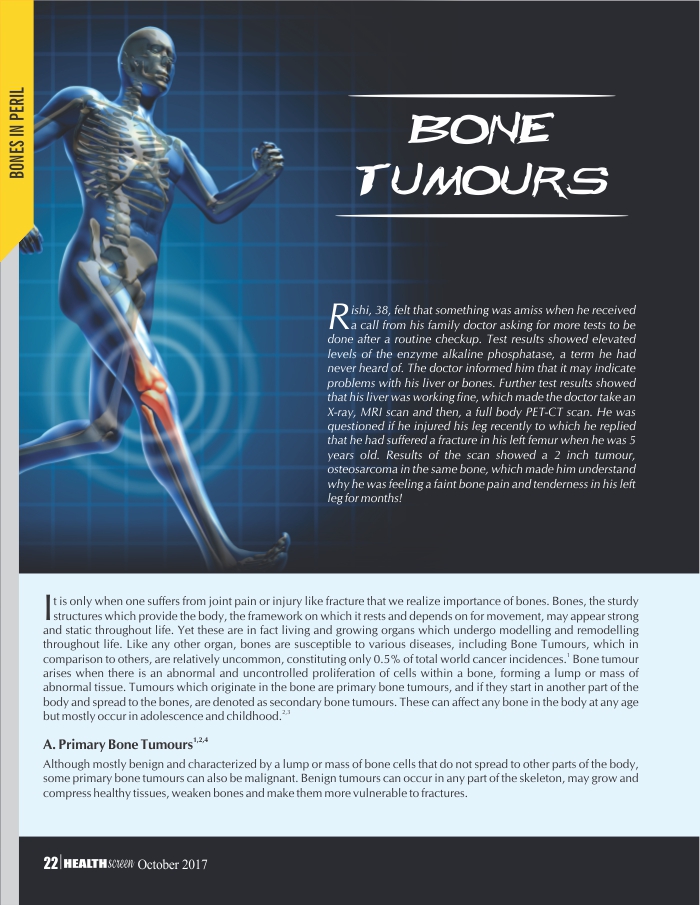 BONES IN PERIL
BONE
TUMOURS
Rishi, 38, felt that something was amiss when he received
a call from his family doctor asking for more tests to be
done after a routine checkup. Test results showed elevated
levels of the enzyme alkaline phosphatase, a term he had
never heard of. The doctor informed him that it may indicate
problems with his liver or bones. Further test results showed
that his liver was working fine, which made the doctor take an
X-ray, MRI scan and then, a full body PET-CT scan. He was
questioned if he injured his leg recently to which he replied
that he had suffered a fracture in his left femur when he was 5
years old. Results of the scan showed a 2 inch tumour,
osteosarcoma in the same bone, which made him understand
why he was feeling a faint bone pain and tenderness in his left
leg for months!
It is only when one suffers from joint pain or injury like fracture that we realize importance of bones. Bones, the sturdy
structures which provide the body, the framework on which it rests and depends on for movement, may appear strong
and static throughout life. Yet these are in fact living and growing organs which undergo modelling and remodelling
throughout life. Like any other organ, bones are susceptible to various diseases, including Bone Tumours, which in
comparison to others, are relatively uncommon, constituting only 0.5% of total world cancer incidences.1 Bone tumour
arises when there is an abnormal and uncontrolled proliferation of cells within a bone, forming a lump or mass of
abnormal tissue. Tumours which originate in the bone are primary bone tumours, and if they start in another part of the
body and spread to the bones, are denoted as secondary bone tumours. These can affect any bone in the body at any age
but mostly occur in adolescence and childhood.2,3
A. Primary Bone Tumours1,2,4
Although mostly benign and characterized by a lump or mass of bone cells that do not spread to other parts of the body,
some primary bone tumours can also be malignant. Benign tumours can occur in any part of the skeleton, may grow and
compress healthy tissues, weaken bones and make them more vulnerable to fractures.
22 | HEALTH screen October 2017